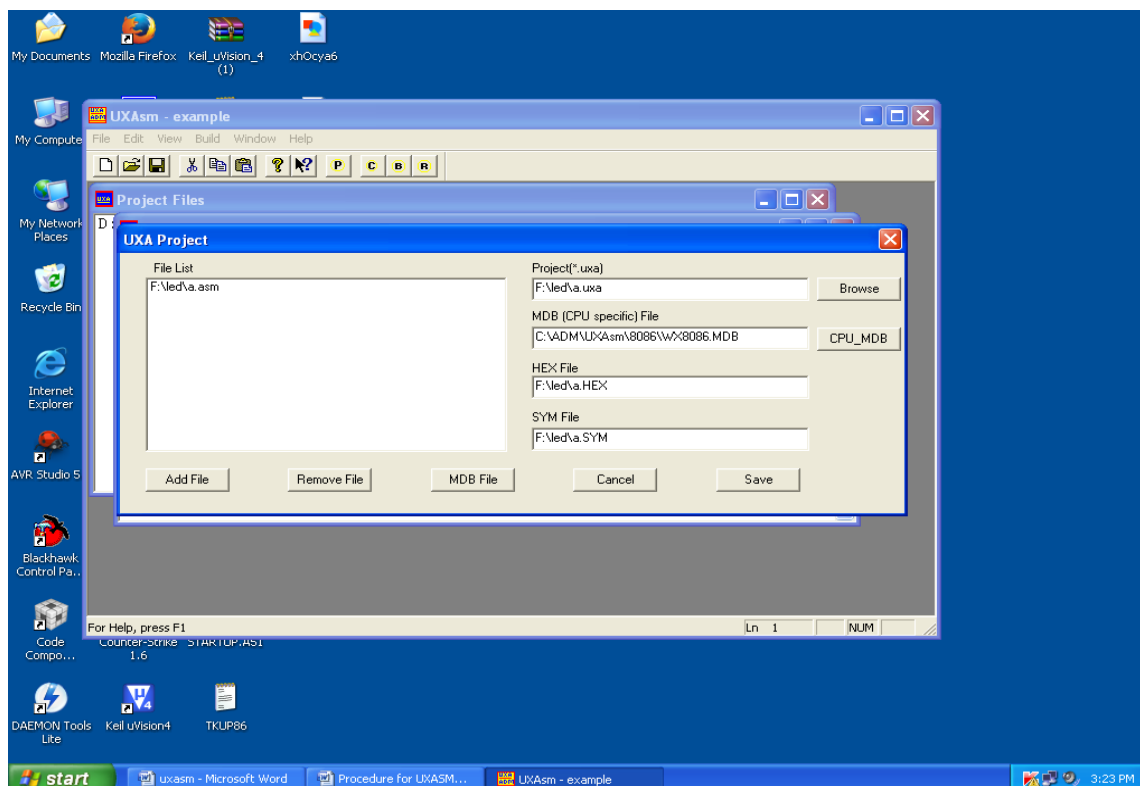 My Documents
Mozilla Firefox
Keil_uVision_4
(1)
xhOcya6
My Compute
UXAsm - example
File Edit View Build Window Help
P C B R
My Network
Places
Project Files
D:
UXA Project
File List
F:\led\a.asm
Project(*.uxa)
F:\led\a.uxa
Browse
MDB (CPU specific) File
C:\ADM\UXAsm\8086\WX8086.MDB
CPU_MDB
HEX File
F:\led\a.HEX
SYM File
F:\led\a.SYM
Add File
Remove File
MDB File
Cancel
Save
Recycle Bin
Internet
Explorer
AVR Studio 5
Blackhawk
Control Pa...
For Help, press F1
Ln 1
NUM
Code
Compo...
Counter-Strike
1.6
STARTUP.A51
DAEMON Tools
Lite
Keil uVision4
TKUP86
start
uxasm - Microsoft Word
Procedure for UXASM...
UXAsm - example
3:23 PM